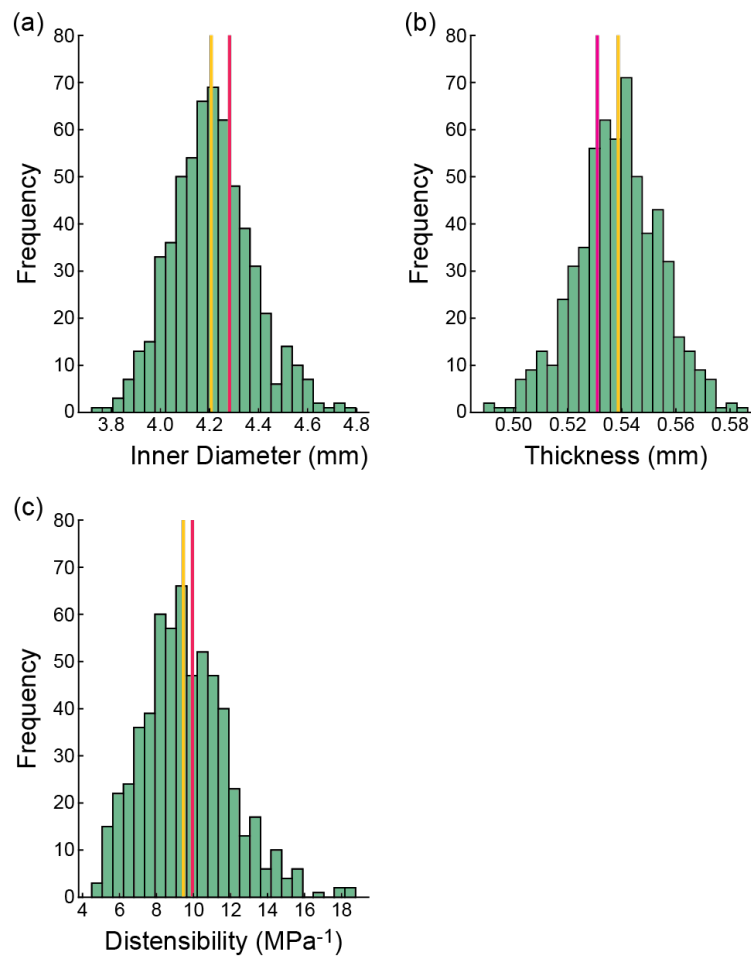 (a)
80
70
60
50
40
30
20
10
0
Frequency
3.8 4.0 4.2 4.4 4.6 4.8
Inner Diameter (mm)
(b)
80
70
60
50
40
30
20
10
0
Frequency
0.50 0.52 0.54 0.56 0.58
Thickness (mm)
(c)
80
70
60
50
40
30
20
10
0
Frequency
4 6 8 10 12 14 16 18
Distensibility (MPa⁻¹)